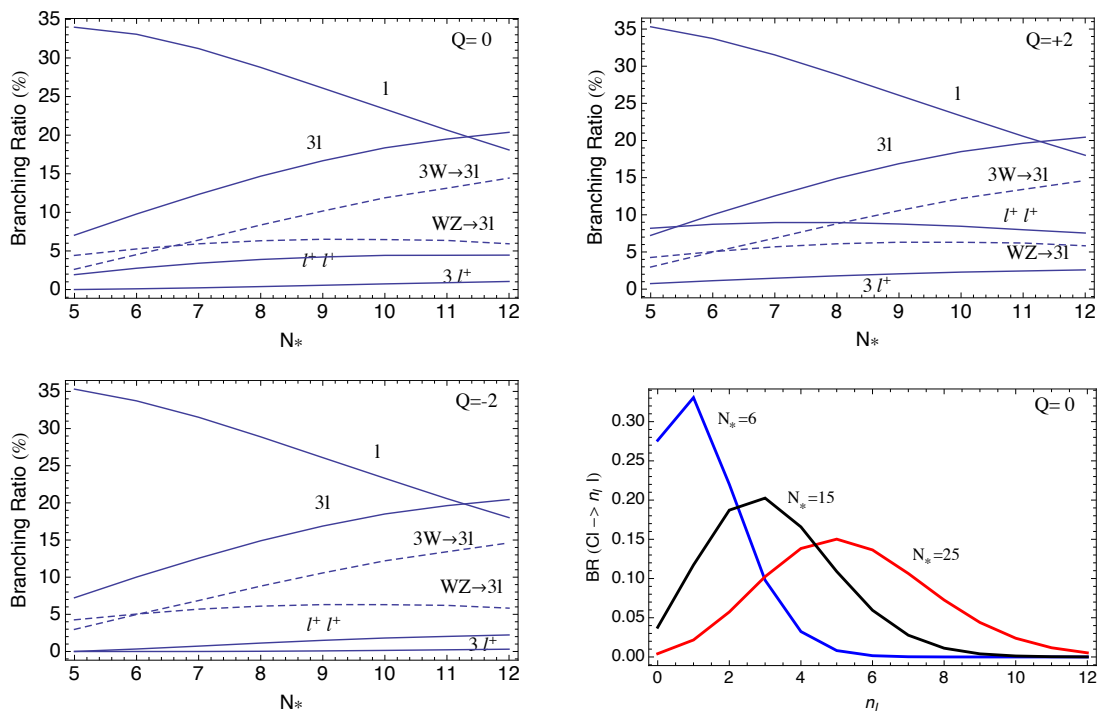 Branching Ratio (%)
35
30
25
20
15
10
5
0
Q= 0
l
3l
3W→3l
WZ→3l
l+ l+
3 l+
5 6 7 8 9 10 11 12
N*
Branching Ratio (%)
35
30
25
20
15
10
5
0
Q=+2
l
3l
3W→3l
l+ l+
WZ→3l
3 l+
5 6 7 8 9 10 11 12
N*
Branching Ratio (%)
35
30
25
20
15
10
5
0
Q=-2
l
3l
3W→3l
WZ→3l
l+ l+
3 l+
5 6 7 8 9 10 11 12
N*
BR (Cl -> nl l)
0.30
0.25
0.20
0.15
0.10
0.05
0.00
Q= 0
N*=6
N*=15
N*=25
0 2 4 6 8 10 12
nl